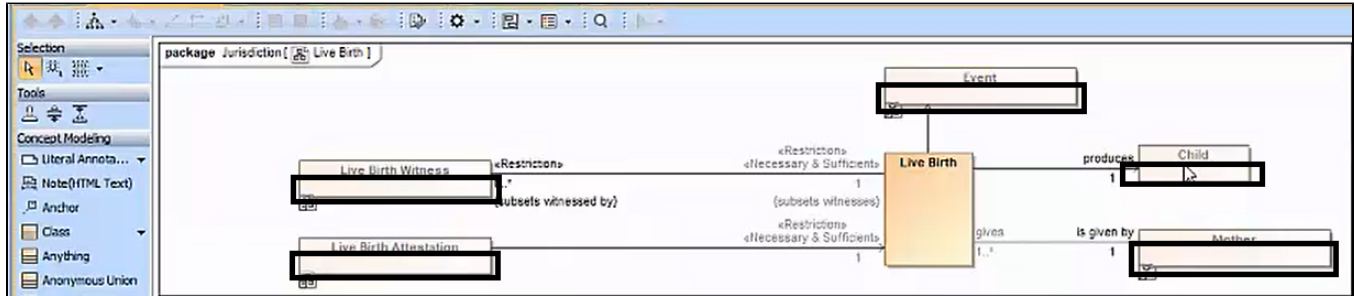 Selection
Tools
Concept Modeling
Literal Annota...
Note(HTML Text)
Anchor
Class
Anything
Anonymous Union
package Jurisdiction [ Live Birth ]
Event
Live Birth Witness
«Restriction»
(subsets witnessed by)
«Restriction»
«Necessary & Sufficient»
1
(subsets witnesses)
Live Birth
produces
1
Child
Live Birth Attestation
«Restriction»
«Necessary & Sufficient»
1
gives
1..*
is given by
1
Mother